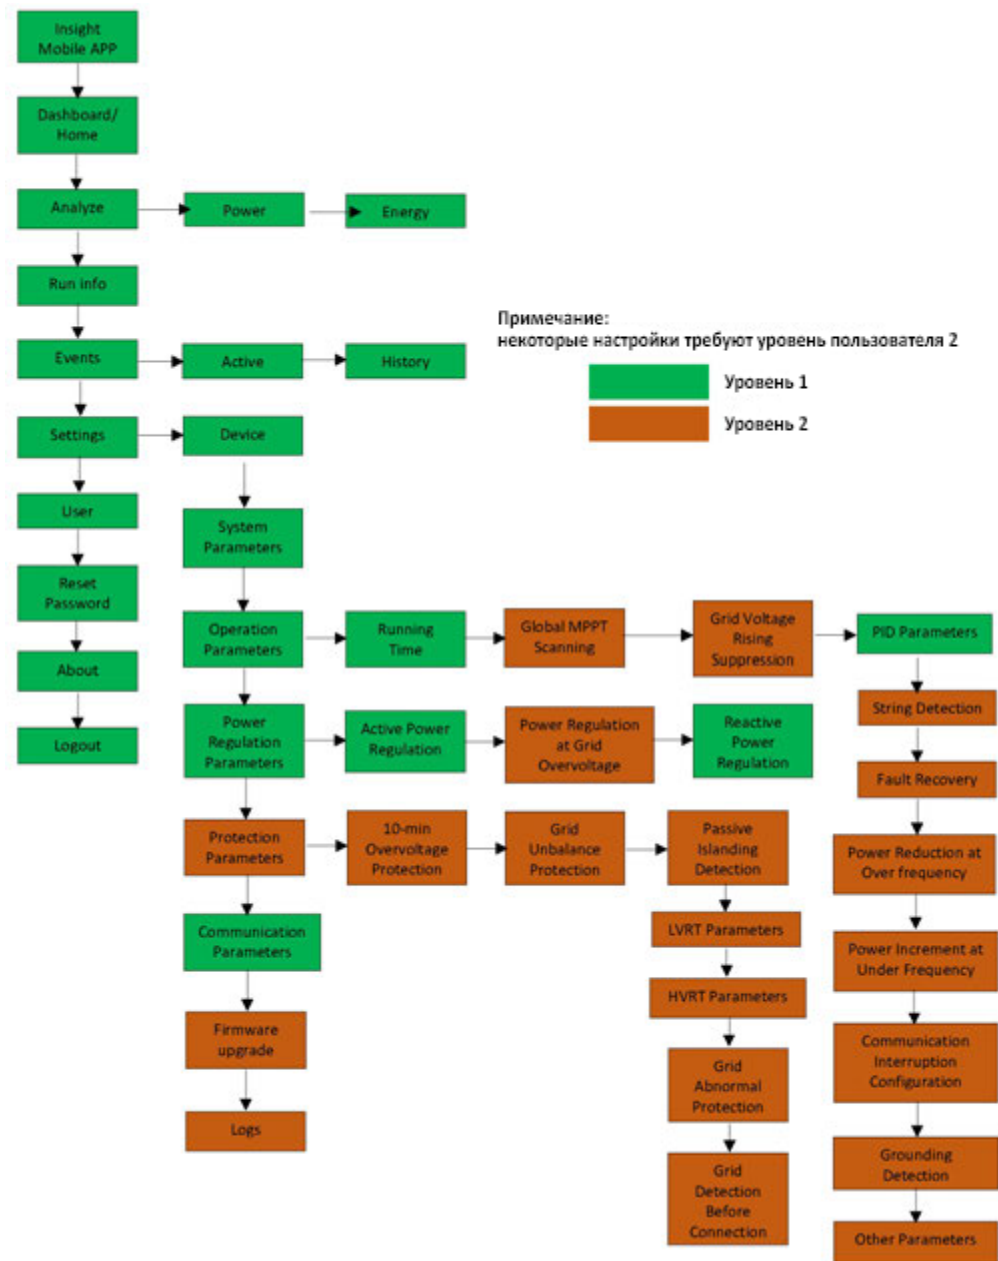 Insight
Mobile APP
Dashboard/
Home
Analyze
Power
Energy
Run info
Примечание:
некоторые настройки требуют уровень пользователя 2
Events
Active
History
Уровень 1
Уровень 2
Settings
Device
User
System
Parameters
Reset
Password
Operation
Parameters
Running
Time
Global MPPT
Scanning
Grid Voltage
Rising
Suppression
PID Parameters
About
String Detection
Logout
Power
Regulation
Parameters
Active Power
Regulation
Power Regulation
at Grid
Overvoltage
Reactive
Power
Regulation
Fault Recovery
Protection
Parameters
10-min
Overvoltage
Protection
Grid
Unbalance
Protection
Passive
Islanding
Detection
Power Reduction at
Over frequency
Communication
Parameters
LVRT Parameters
Power Increment at
Under Frequency
HVRT Parameters
Firmware
upgrade
Communication
Interruption
Configuration
Grid
Abnormal
Protection
Logs
Grounding
Detection
Grid
Detection
Before
Connection
Other Parameters